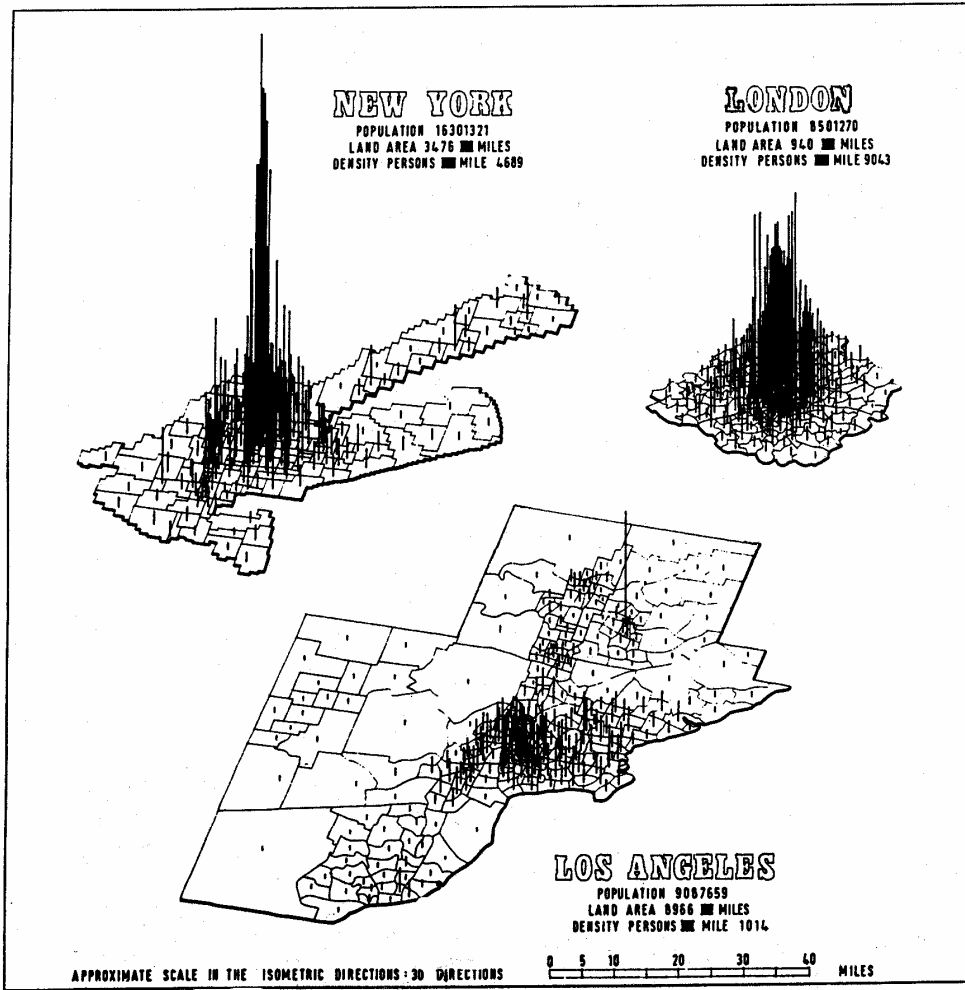 NEW YORK
POPULATION 16301321
LAND AREA 3476 MILES
DENSITY PERSONS MILE 4689
LONDON
POPULATION 8501270
LAND AREA 940 MILES
DENSITY PERSONS MILE 9043
LOS ANGELES
POPULATION 9087659
LAND AREA 8966 MILES
DENSITY PERSONS MILE 1014
APPROXIMATE SCALE IN THE ISOMETRIC DIRECTIONS: 3D DIRECTIONS
0 5 10 20 30 40 MILES